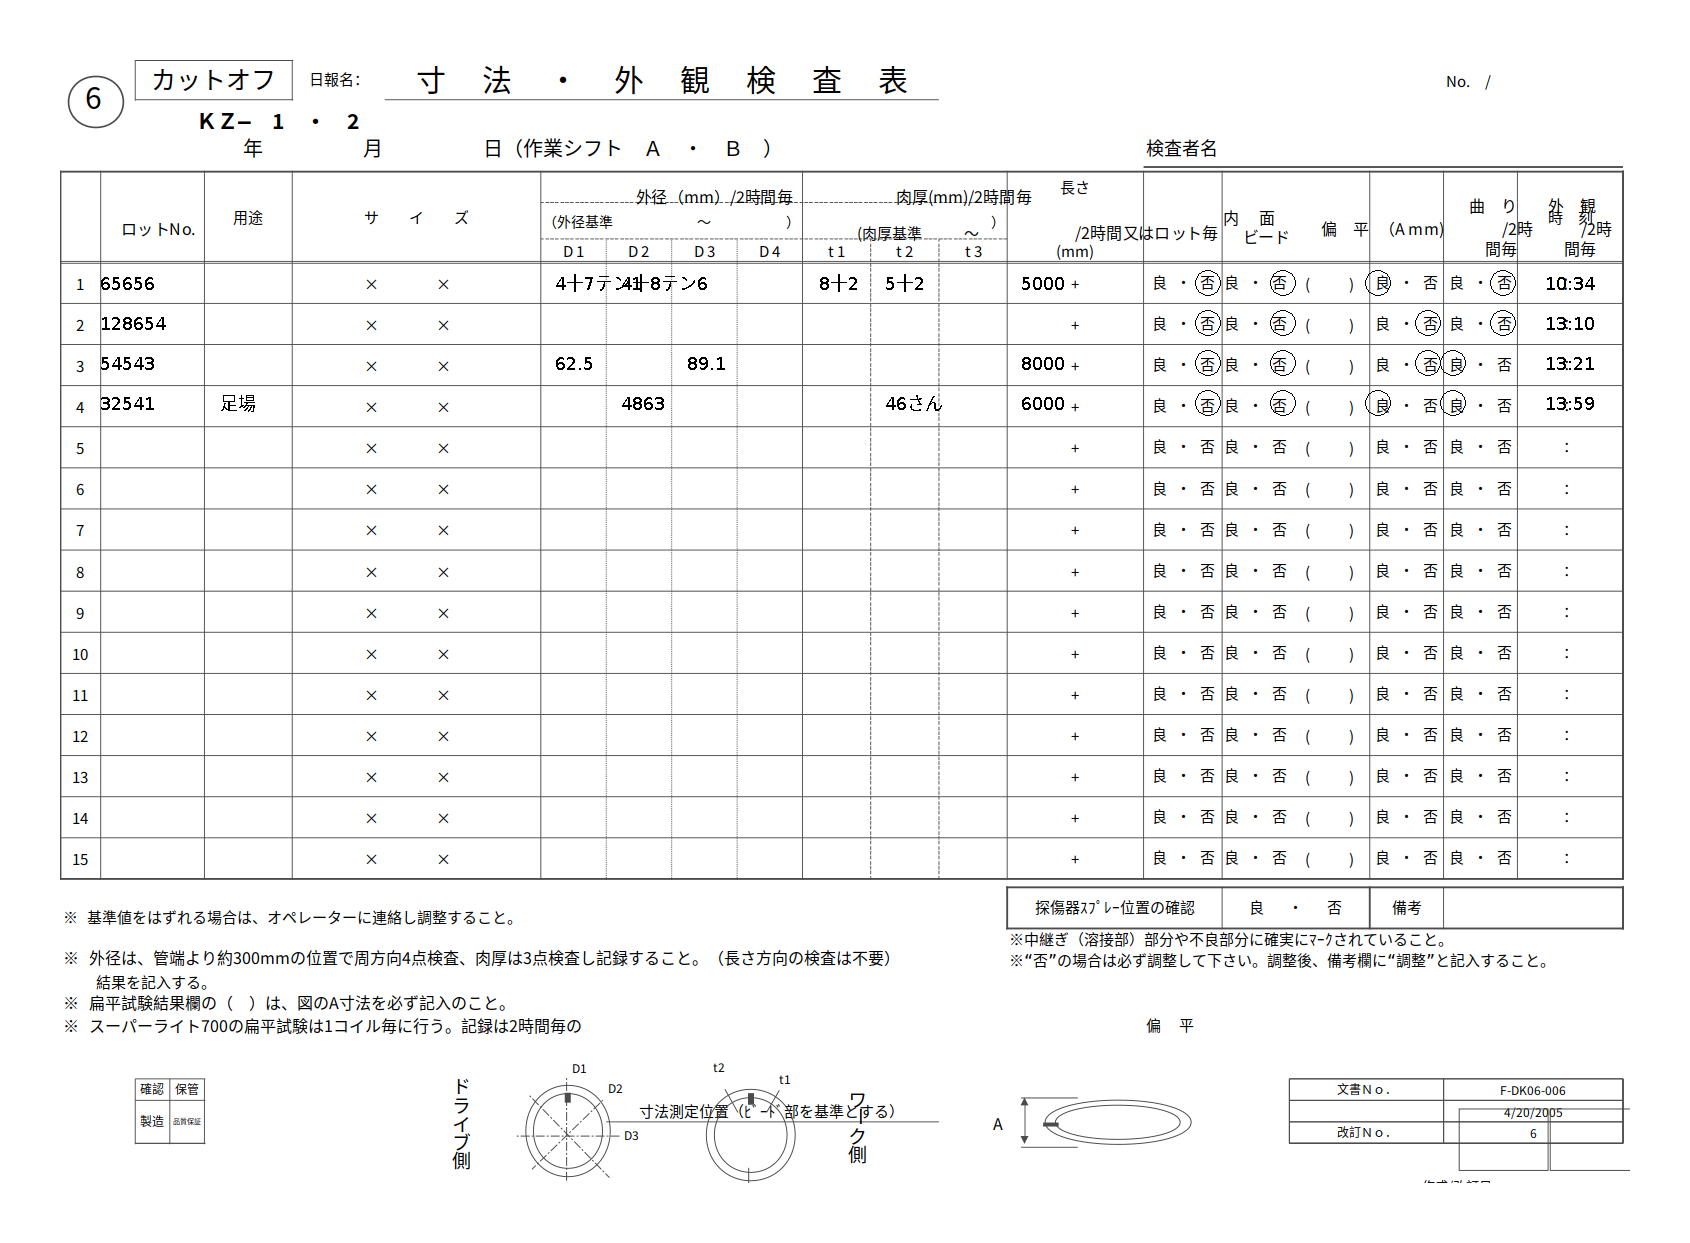 6 カットオフ 日報名: 寸 法 ・ 外 観 検 査 表 No. /
KZ− 1 ・ 2
年 月 日（作業シフト A ・ B ） 検査者名
ロットNo. 用途 サ イ ズ 外径（mm）/2時間毎 肉厚(mm)/2時間毎 長さ 内 面 偏 平 (Amm) 曲 り 外 観 時 刻
（外径基準 ～ ） (肉厚基準 ～ ） /2時間又はロット毎 ビード /2時間毎 /2時間毎
D1 D2 D3 D4 t1 t2 t3 (mm)
1 65656 × × 4十7テン1 41十8テン6 8十2 5十2 5000 + 良 ・ 否 良 ・ 否 ( ) 良 ・ 否 良 ・ 否 10:34
2 128654 × × + 良 ・ 否 良 ・ 否 ( ) 良 ・ 否 良 ・ 否 13:10
3 54543 × × 62.5 89.1 8000 + 良 ・ 否 良 ・ 否 ( ) 良 ・ 否 良 ・ 否 13:21
4 32541 足場 × × 4863 46さん 6000 + 良 ・ 否 良 ・ 否 ( ) 良 ・ 否 良 ・ 否 13:59
5 × × + 良 ・ 否 良 ・ 否 ( ) 良 ・ 否 良 ・ 否 :
6 × × + 良 ・ 否 良 ・ 否 ( ) 良 ・ 否 良 ・ 否 :
7 × × + 良 ・ 否 良 ・ 否 ( ) 良 ・ 否 良 ・ 否 :
8 × × + 良 ・ 否 良 ・ 否 ( ) 良 ・ 否 良 ・ 否 :
9 × × + 良 ・ 否 良 ・ 否 ( ) 良 ・ 否 良 ・ 否 :
10 × × + 良 ・ 否 良 ・ 否 ( ) 良 ・ 否 良 ・ 否 :
11 × × + 良 ・ 否 良 ・ 否 ( ) 良 ・ 否 良 ・ 否 :
12 × × + 良 ・ 否 良 ・ 否 ( ) 良 ・ 否 良 ・ 否 :
13 × × + 良 ・ 否 良 ・ 否 ( ) 良 ・ 否 良 ・ 否 :
14 × × + 良 ・ 否 良 ・ 否 ( ) 良 ・ 否 良 ・ 否 :
15 × × + 良 ・ 否 良 ・ 否 ( ) 良 ・ 否 良 ・ 否 :
探傷器ｽﾌﾟﾚｰ位置の確認 良 ・ 否 備考
※ 基準値をはずれる場合は、オペレーターに連絡し調整すること。
※中継ぎ（溶接部）部分や不良部分に確実にﾏｰｸされていること。
※“否”の場合は必ず調整して下さい。調整後、備考欄に“調整”と記入すること。
※ 外径は、管端より約300mmの位置で周方向4点検査、肉厚は3点検査し記録すること。（長さ方向の検査は不要）
結果を記入する。
※ 扁平試験結果欄の（ ）は、図のA寸法を必ず記入のこと。
※ スーパーライト700の扁平試験は1コイル毎に行う。記録は2時間毎の
偏 平
確認 保管
製造 品質保証
ドライブ側
D1
D2
D3
寸法測定位置（ﾋﾞｰﾄﾞ部を基準とする）
t2
t1
ワーク側
A
文書No. F-DK06-006
4/20/2005
改訂No. 6